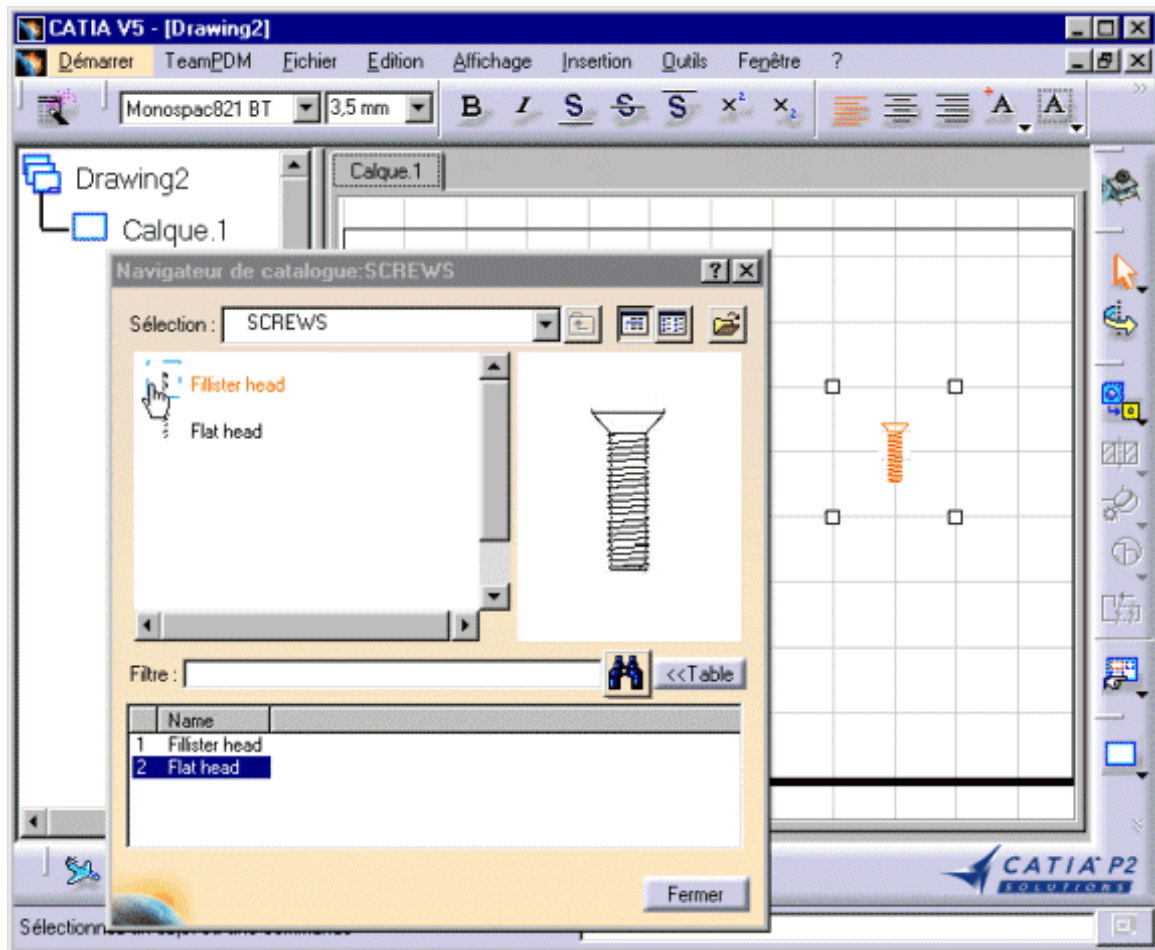 CATIA V5 - [Drawing2]
Démarrer TeamPDM Fichier Edition Affichage Insertion Outils Fenêtre ?
Monospac821 BT 3,5 mm B I S S S x² x₂ A A
Drawing2
Calque.1
Calque.1
Navigateur de catalogue:SCREWS
Sélection : SCREWS
Fillister head
Flat head
Filtre : <<Table
Name
1 Fillister head
2 Flat head
Fermer
CATIA P2
SOLUTIONS